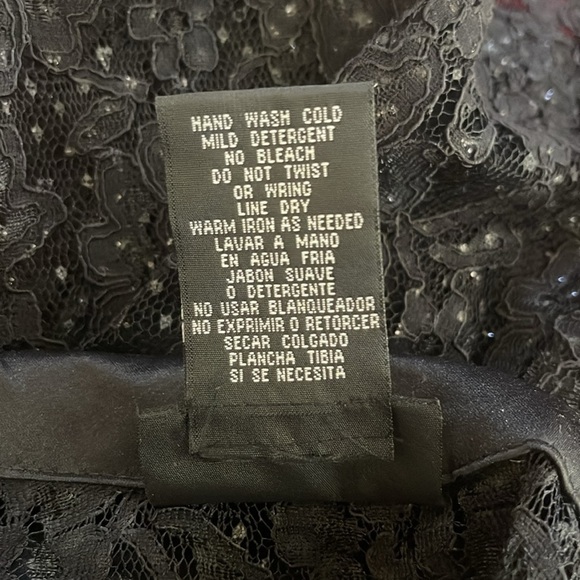 HAND WASH COLD
MILD DETERGENT
NO BLEACH
DO NOT TWIST
OR WRING
LINE DRY
WARM IRON AS NEEDED
LAVAR A MANO
EN AGUA FRIA
JABON SUAVE
O DETERGENTE
NO USAR BLANQUEADOR
NO EXPRIMIR O RETORCER
SECAR COLGADO
PLANCHA TIBIA
SI SE NECESITA